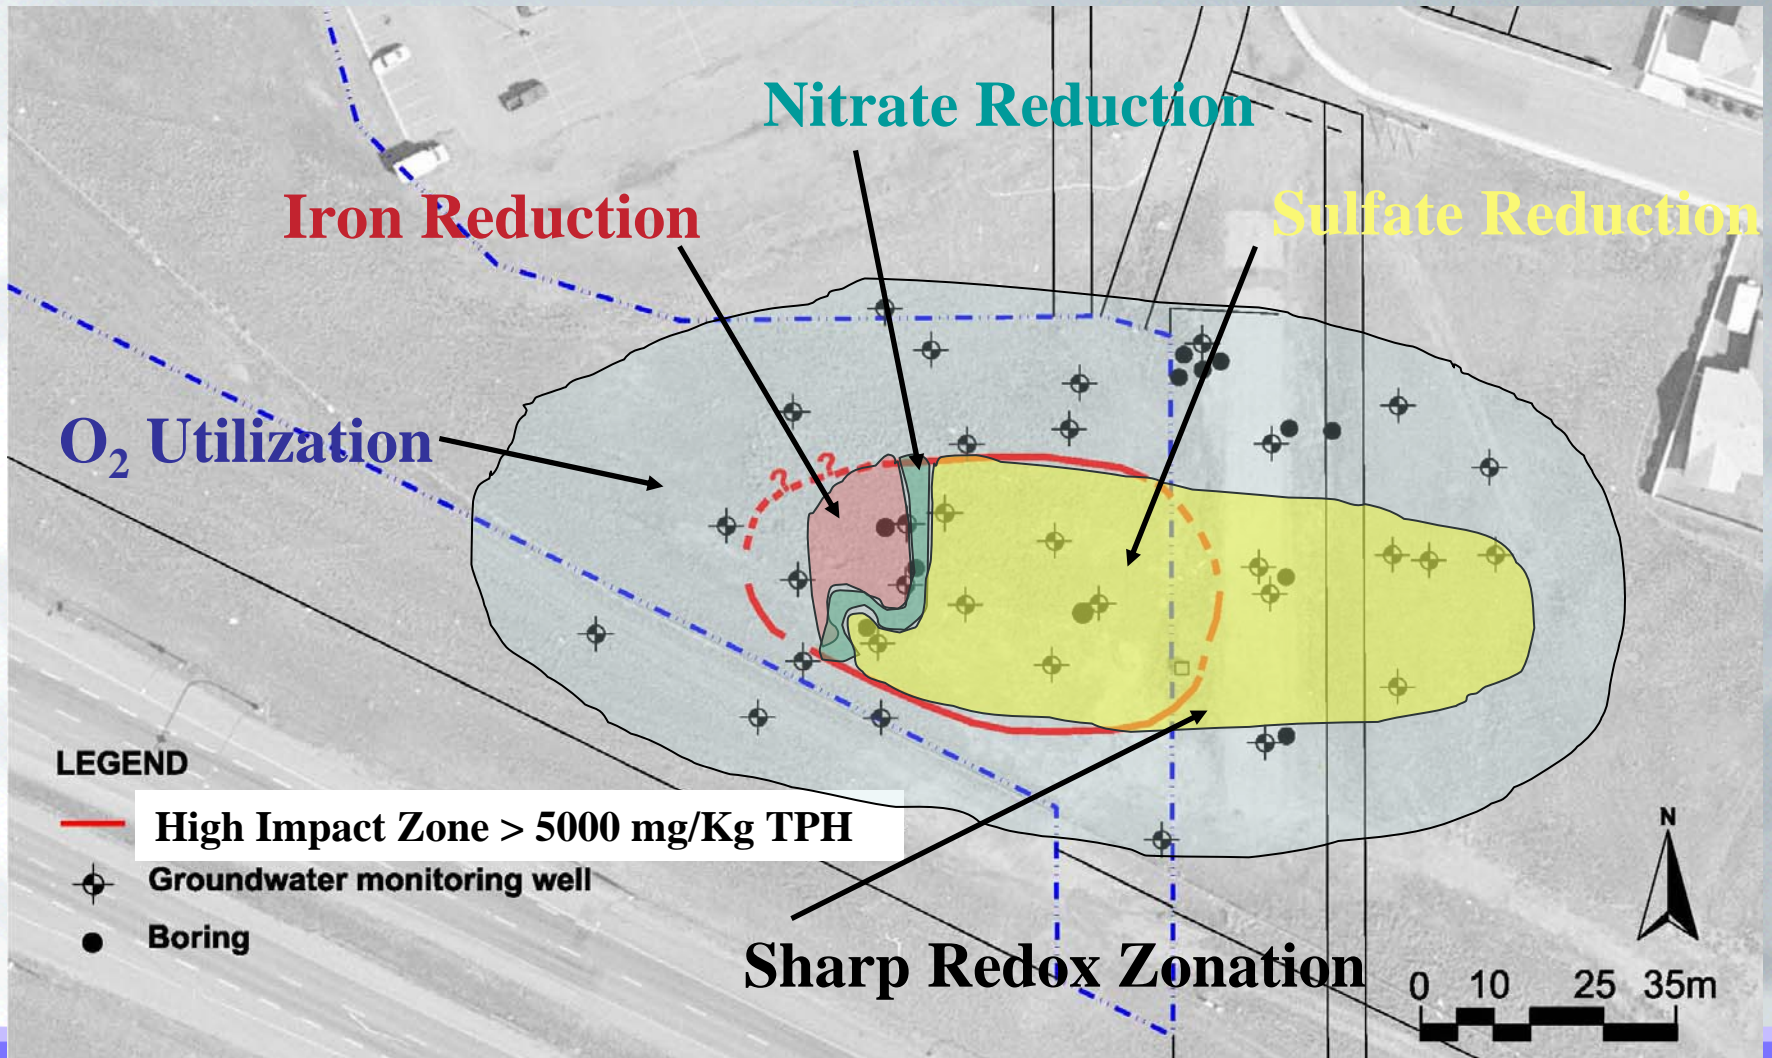 Nitrate Reduction
Iron Reduction
Sulfate Reduction
O₂ Utilization
? ?
LEGEND
High Impact Zone > 5000 mg/Kg TPH
Groundwater monitoring well
Boring
Sharp Redox Zonation
N
0 10 25 35m